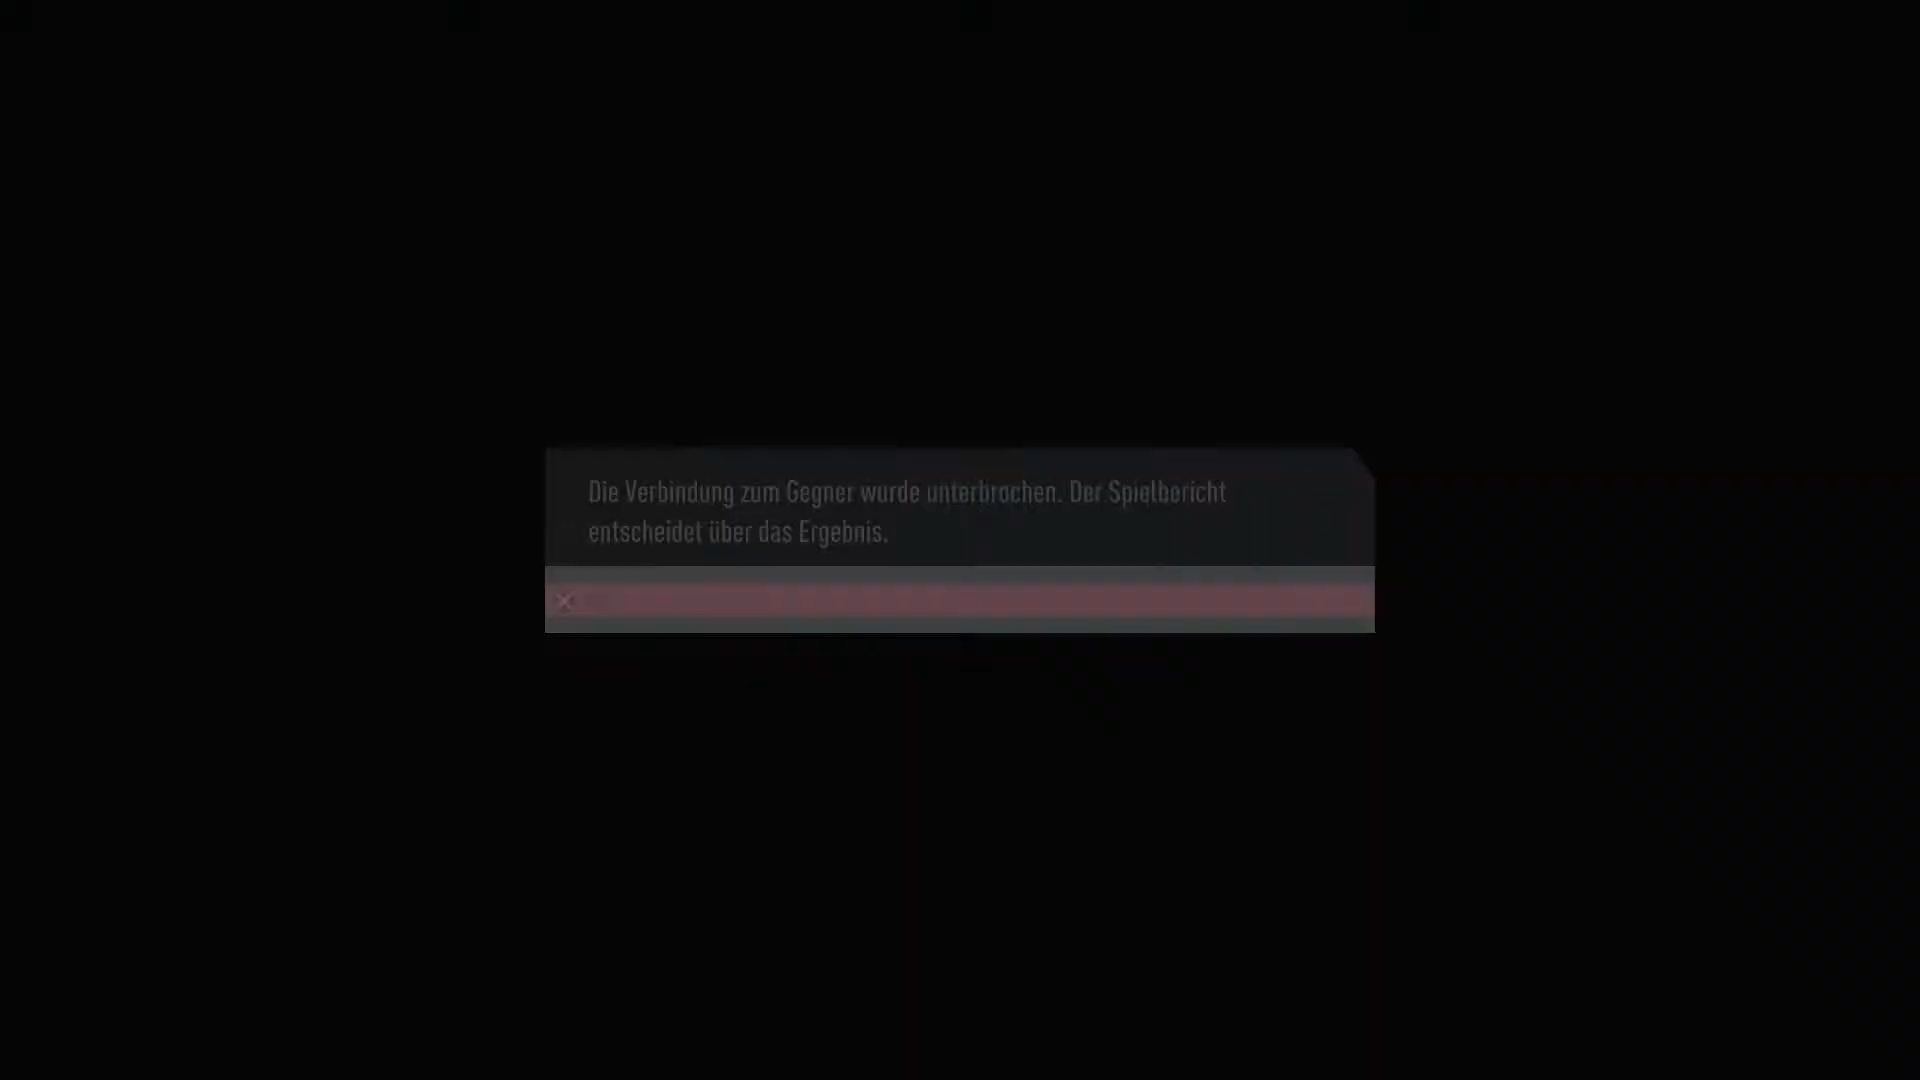 Die Verbindung zum Gegner wurde unterbrochen. Der Spielbericht
entscheidet über das Ergebnis.